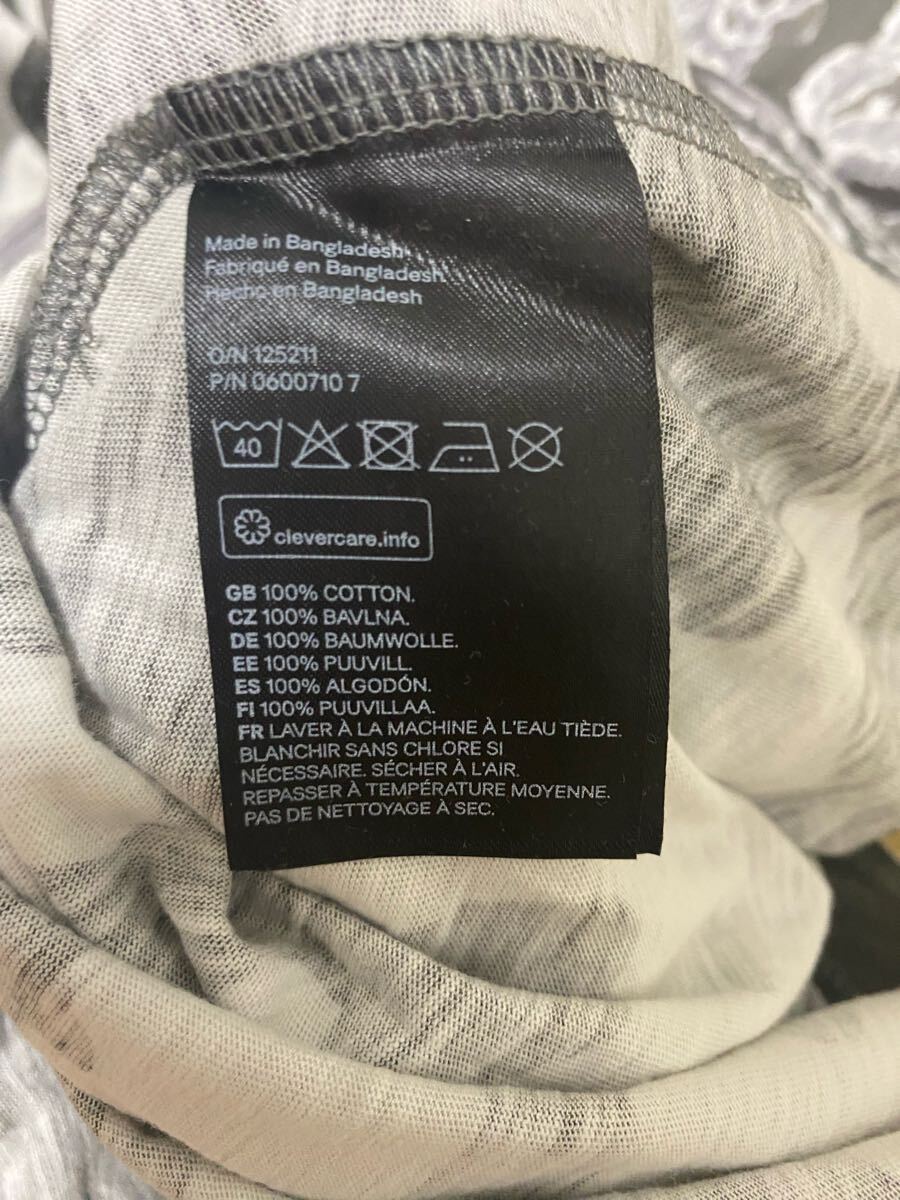 Made in Bangladesh
Fabriqué en Bangladesh
Hecho en Bangladesh
O/N 125211
P/N 0600710 7
40
clevercare.info
GB 100% COTTON.
CZ 100% BAVLNA.
DE 100% BAUMWOLLE.
EE 100% PUUVILL.
ES 100% ALGODÓN.
FI 100% PUUVILLAA.
FR LAVER À LA MACHINE À L'EAU TIÈDE.
BLANCHIR SANS CHLORE SI
NÉCESSAIRE. SÉCHER À L'AIR.
REPASSER À TEMPÉRATURE MOYENNE.
PAS DE NETTOYAGE À SEC.